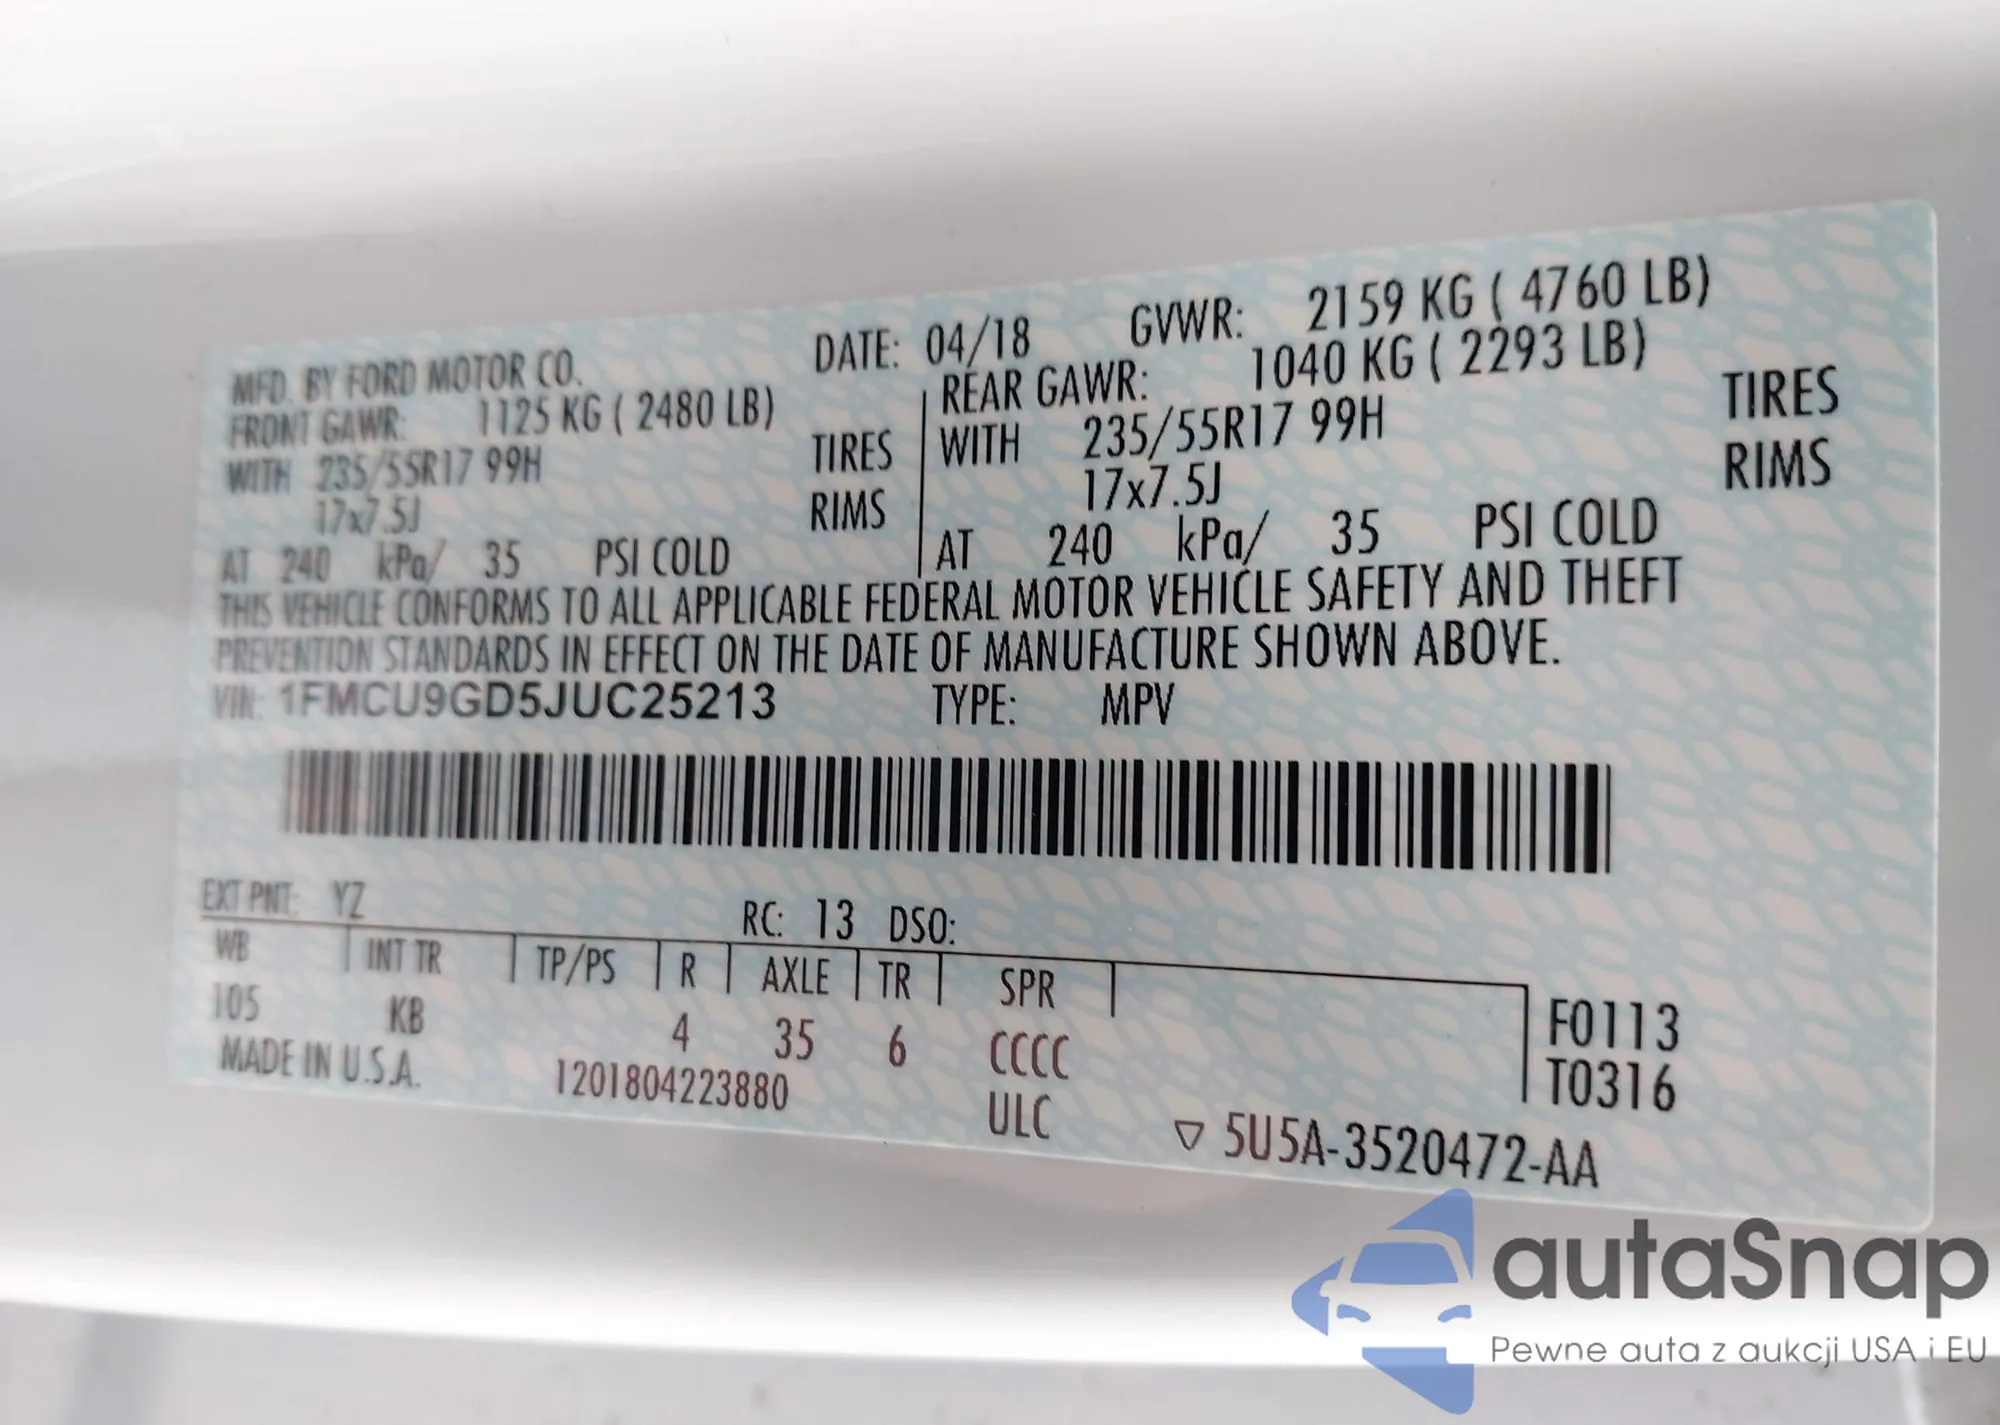 MFD. BY FORD MOTOR CO. DATE: 04/18 GVWR: 2159 KG ( 4760 LB)
FRONT GAWR: 1125 KG ( 2480 LB) REAR GAWR: 1040 KG ( 2293 LB)
WITH 235/55R17 99H TIRES WITH 235/55R17 99H TIRES
17x7.5J RIMS 17x7.5J RIMS
AT 240 kPa/ 35 PSI COLD AT 240 kPa/ 35 PSI COLD
THIS VEHICLE CONFORMS TO ALL APPLICABLE FEDERAL MOTOR VEHICLE SAFETY AND THEFT
PREVENTION STANDARDS IN EFFECT ON THE DATE OF MANUFACTURE SHOWN ABOVE.
VIN: 1FMCU9GD5JUC25213 TYPE: MPV
EXT PNT: YZ RC: 13 DSO:
WB INT TR TP/PS R AXLE TR SPR
105 KB 4 35 6 CCCC F0113
MADE IN U.S.A. 1201804223880 ULC T0316
▽ 5U5A-3520472-AA
autaSnap
Pewne auta z aukcji USA i EU